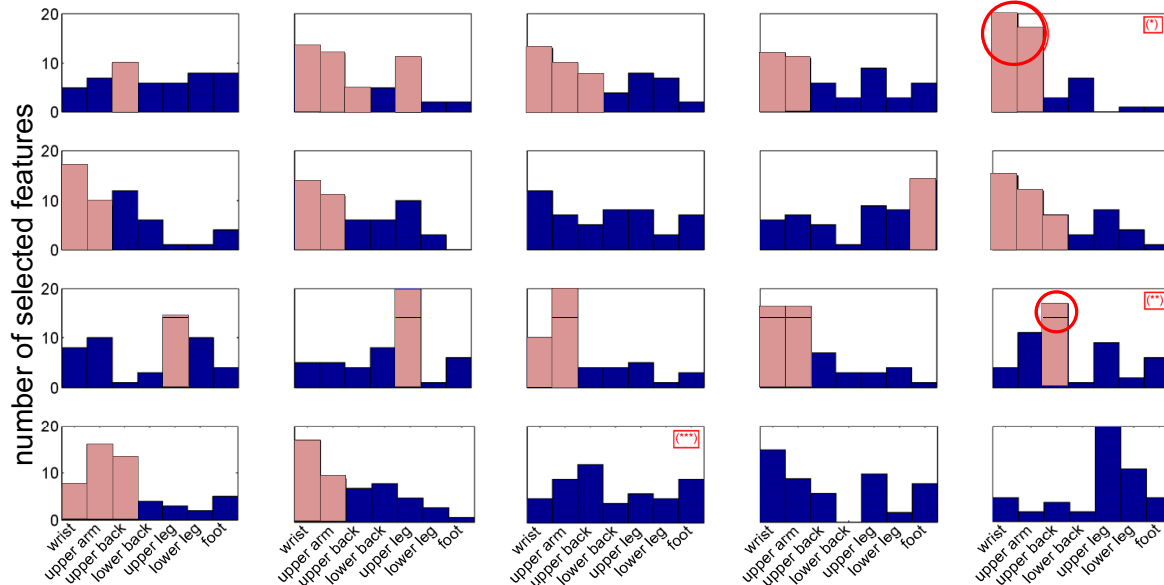 20
10
0
(*)
20
10
0
20
10
0
(**)
20
10
0
(***)
number of selected features
wrist
upper arm
upper back
lower back
upper leg
lower leg
foot
wrist
upper arm
upper back
lower back
upper leg
lower leg
foot
wrist
upper arm
upper back
lower back
upper leg
lower leg
foot
wrist
upper arm
upper back
lower back
upper leg
lower leg
foot
wrist
upper arm
upper back
lower back
upper leg
lower leg
foot